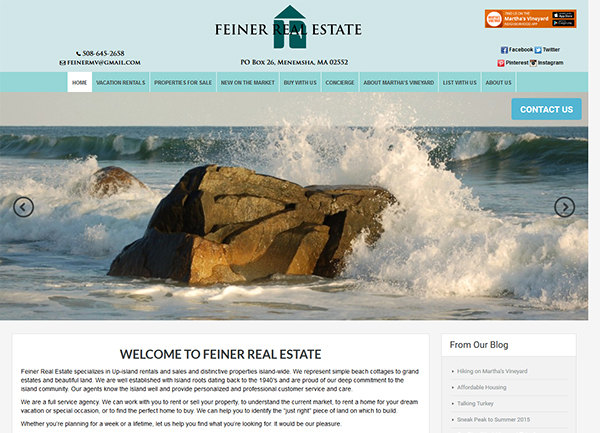 FEINER REAL ESTATE
508-645-2658
FEINERMV@GMAIL.COM
PO BOX 26, MENEMSHA, MA 02552
Martha's Vineyard
Facebook Twitter
Pinterest Instagram
HOME VACATION RENTALS PROPERTIES FOR SALE NEW ON THE MARKET BUY WITH US CONCIERGE ABOUT MARTHA'S VINEYARD LIST WITH US ABOUT US
CONTACT US
WELCOME TO FEINER REAL ESTATE
Feiner Real Estate specializes in Up-island rentals and sales and distinctive properties island-wide. We represent simple beach cottages to grand
estates and beautiful land. We are well established with Island roots dating back to the 1940's and are proud of our deep commitment to the
island community. Our agents know the Island well and provide personalized and professional customer service and care.
We are a full service agency. We can work with you to rent or sell your property, to understand the current market, to rent a home for your dream
vacation or special occasion, or to find the perfect home to buy. We can help you to identify the "just right" piece of land on which to build.
Whether you're planning for a week or a lifetime, let us help you find what you're looking for. It would be our pleasure.
From Our Blog
Hiking on Martha's Vineyard
Affordable Housing
Talking Turkey
Sneak Peak to Summer 2015